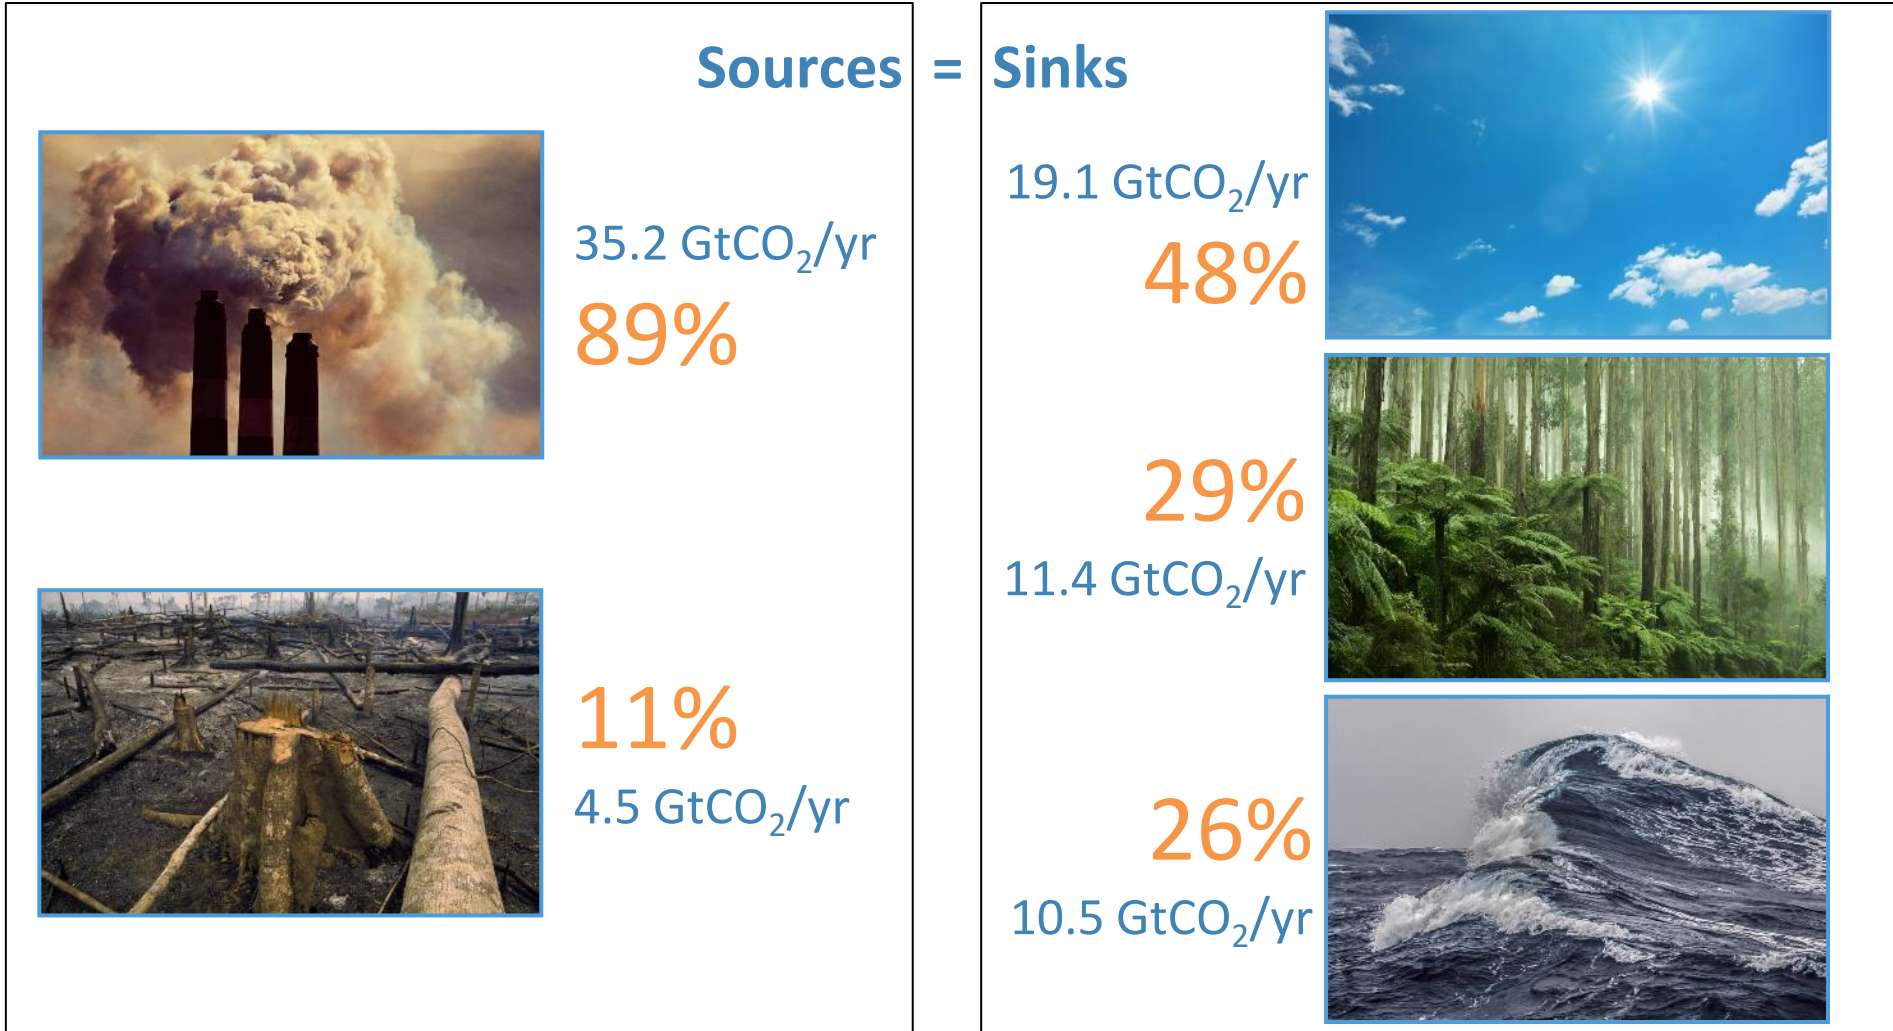 Sources = Sinks
35.2 GtCO₂/yr
89%
11%
4.5 GtCO₂/yr
19.1 GtCO₂/yr
48%
29%
11.4 GtCO₂/yr
26%
10.5 GtCO₂/yr